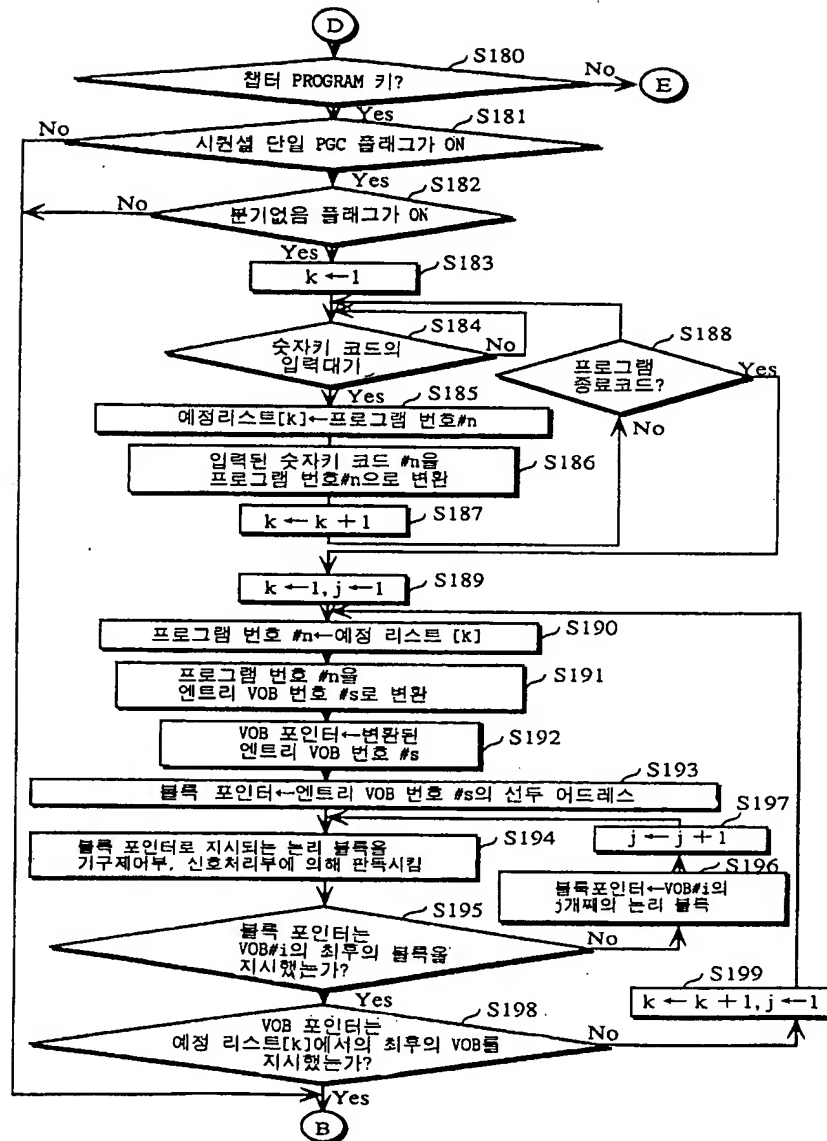 D
S180
챕터 PROGRAM 키?
No
E
Yes
S181
No
시퀀셜 단일 PGC 플래그가 ON
Yes
S182
No
분기없음 플래그가 ON
Yes
S183
k←1
S184
숫자키 코드의
입력대기
No
S188
프로그램
종료코드?
Yes
No
Yes
S185
예정리스트[k]←프로그램 번호#n
입력된 숫자키 코드 #n을
프로그램 번호#n으로 변환
S186
k←k+1
S187
k←1, j←1
S189
프로그램 번호 #n←예정 리스트 [K]
S190
프로그램 번호 #n을
엔트리 VOB 번호 #s로 변환
S191
VOB 포인터←변환된
엔트리 VOB 번호 #s
S192
S193
블록 포인터←엔트리 VOB 번호 #s의 선두 어드레스
S197
j←j+1
블록 포인터로 지시되는 논리 블록을
기구제어부, 신호처리부에 의해 판독시킴
S194
S196
블록포인터←VOB#i의
j개째의 논리 블록
S195
블록 포인터는
VOB#i의 최후의 블록을
지시했는가?
No
Yes
S199
k←k+1, j←1
S198
VOB 포인터는
예정 리스트[k]에서의 최후의 VOB를
지시했는가?
No
Yes
B